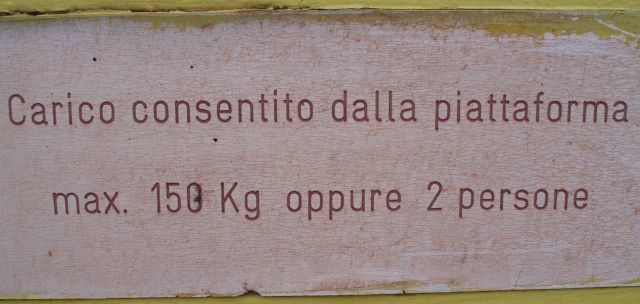 Carico consentito dalla piattaforma
max. 150 Kg oppure 2 persone